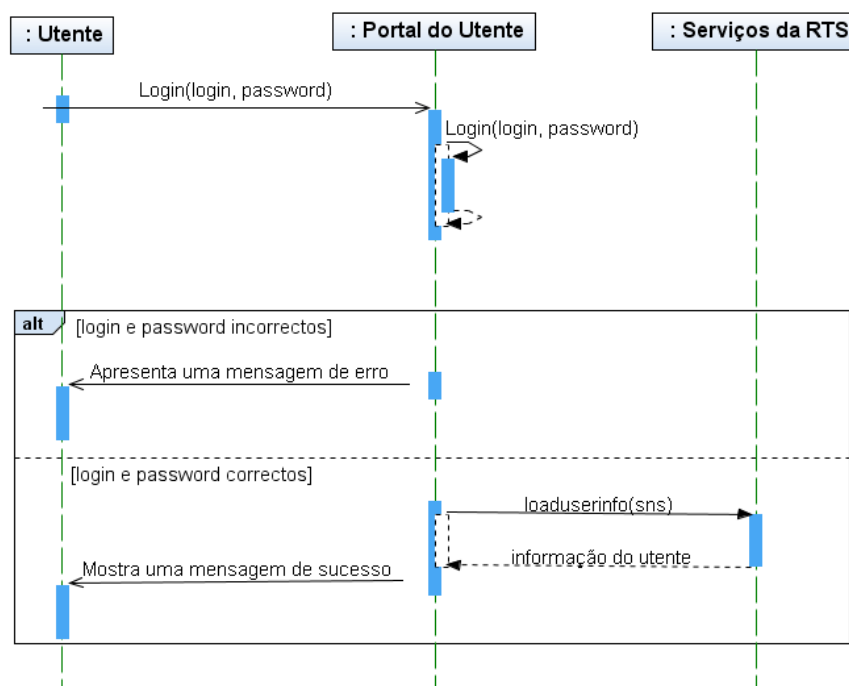 : Utente
: Portal do Utente
: Serviços da RTS
Login(login, password)
Login(login, password)
alt
[login e password incorrectos]
Apresenta uma mensagem de erro
[login e password correctos]
loaduserinfo(sns)
informação do utente
Mostra uma mensagem de sucesso